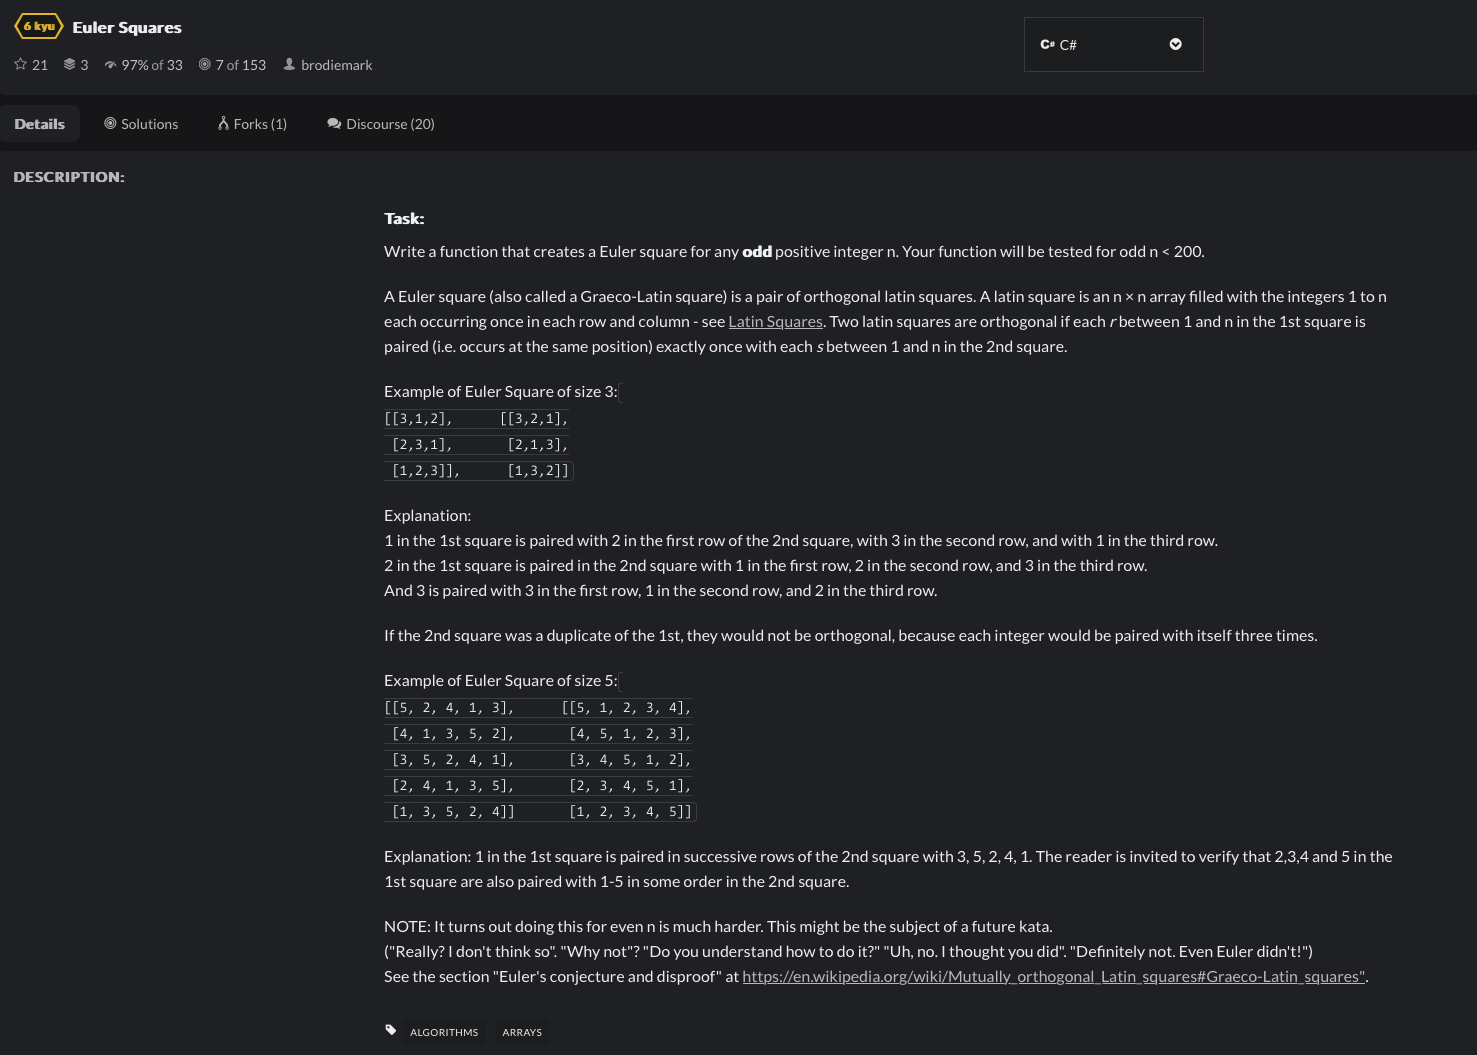 6 kyu Euler Squares
21 3 97% of 33 7 of 153 brodiemark
C# C#
Details Solutions Forks (1) Discourse (20)
DESCRIPTION:
Task:
Write a function that creates a Euler square for any odd positive integer n. Your function will be tested for odd n < 200.
A Euler square (also called a Graeco-Latin square) is a pair of orthogonal latin squares. A latin square is an n × n array filled with the integers 1 to n
each occurring once in each row and column - see Latin Squares. Two latin squares are orthogonal if each r between 1 and n in the 1st square is
paired (i.e. occurs at the same position) exactly once with each s between 1 and n in the 2nd square.
Example of Euler Square of size 3:
[[3,1,2],      [[3,2,1],
[2,3,1],       [2,1,3],
[1,2,3]],      [1,3,2]]
Explanation:
1 in the 1st square is paired with 2 in the first row of the 2nd square, with 3 in the second row, and with 1 in the third row.
2 in the 1st square is paired in the 2nd square with 1 in the first row, 2 in the second row, and 3 in the third row.
And 3 is paired with 3 in the first row, 1 in the second row, and 2 in the third row.
If the 2nd square was a duplicate of the 1st, they would not be orthogonal, because each integer would be paired with itself three times.
Example of Euler Square of size 5:
[[5, 2, 4, 1, 3],      [[5, 1, 2, 3, 4],
[4, 1, 3, 5, 2],       [4, 5, 1, 2, 3],
[3, 5, 2, 4, 1],       [3, 4, 5, 1, 2],
[2, 4, 1, 3, 5],       [2, 3, 4, 5, 1],
[1, 3, 5, 2, 4]]       [1, 2, 3, 4, 5]]
Explanation: 1 in the 1st square is paired in successive rows of the 2nd square with 3, 5, 2, 4, 1. The reader is invited to verify that 2,3,4 and 5 in the
1st square are also paired with 1-5 in some order in the 2nd square.
NOTE: It turns out doing this for even n is much harder. This might be the subject of a future kata.
("Really? I don't think so". "Why not"? "Do you understand how to do it?" "Uh, no. I thought you did". "Definitely not. Even Euler didn't!")
See the section "Euler's conjecture and disproof" at https://en.wikipedia.org/wiki/Mutually_orthogonal_Latin_squares#Graeco-Latin_squares".
ALGORITHMS ARRAYS